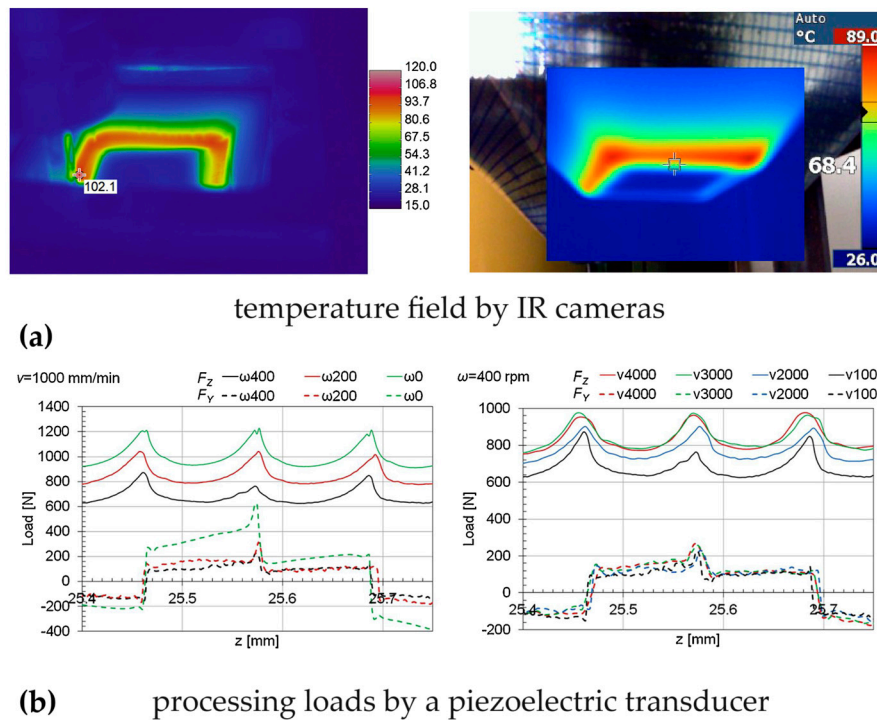 Auto
°C 89.0
120.0
106.8
93.7
80.6
67.5
54.3
41.2
28.1
15.0
102.1
68.4
26.0
temperature field by IR cameras
(a)
v=1000 mm/min
F_Z ω400 ω200 ω0
F_Y ω400 ω200 ω0
1400
1200
1000
800
600
400
200
0
-200
-400
Load [N]
25.4 25.5 25.6 25.7
z [mm]
ω=400 rpm
F_Z v4000 v3000 v2000 v100
F_Y v4000 v3000 v2000 v100
1000
800
600
400
200
0
-200
Load [N]
25.4 25.5 25.6 25.7
z [mm]
(b) processing loads by a piezoelectric transducer